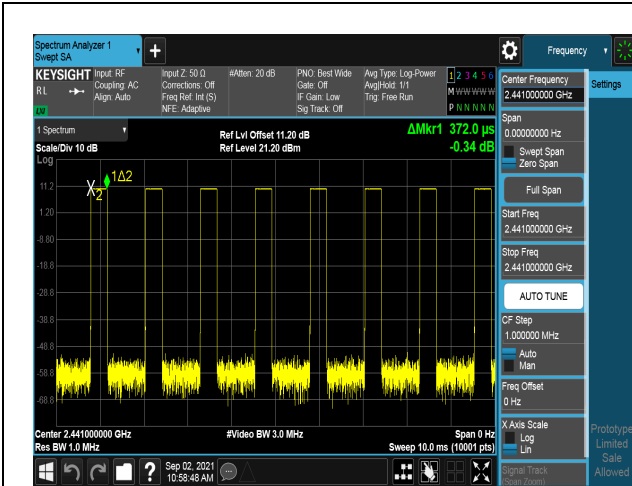 Spectrum Analyzer 1
Swept SA
Frequency
KEYSIGHT
R L
Input: RF
Coupling: AC
Align: Auto
Input Z: 50 Ω
Corrections: Off
Freq Ref: Int (S)
NFE: Adaptive
#Atten: 20 dB
PNO: Best Wide
Gate: Off
IF Gain: Low
Sig Track: Off
Avg Type: Log-Power
Avg|Hold: 1/1
Trig: Free Run
1 2 3 4 5 6
M W W W W W
P N N N N N
1 Spectrum
Scale/Div 10 dB
Log
Ref Lvl Offset 11.20 dB
Ref Level 21.20 dBm
ΔMkr1 372.0 µs
-0.34 dB
1Δ2
X2
11.2
1.20
-8.80
-18.8
-28.8
-38.8
-48.8
-58.8
-68.8
Center 2.441000000 GHz
Res BW 1.0 MHz
#Video BW 3.0 MHz
Span 0 Hz
Sweep 10.0 ms (10001 pts)
Sep 02, 2021
10:58:48 AM
Center Frequency
2.441000000 GHz
Span
0.00000000 Hz
Swept Span
Zero Span
Full Span
Start Freq
2.441000000 GHz
Stop Freq
2.441000000 GHz
AUTO TUNE
CF Step
1.000000 MHz
Auto
Man
Freq Offset
0 Hz
X Axis Scale
Log
Lin
Signal Track
(Span Zoom)
Settings
Prototype
Limited
Sale
Allowed